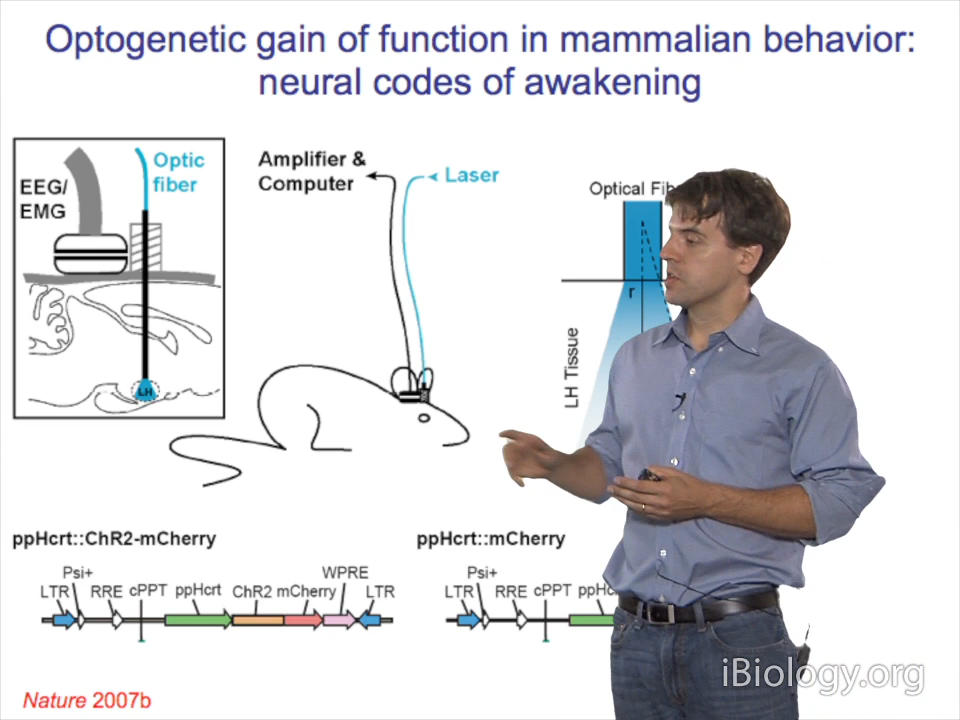 Optogenetic gain of function in mammalian behavior:
neural codes of awakening
EEG/
EMG
Optic
fiber
LH
Amplifier &
Computer
Laser
Optical
r
LH Tissue
ppHcrt::ChR2-mCherry
Psi+
WPRE
LTR RRE cPPT ppHcrt ChR2 mCherry LTR
ppHcrt::mCherry
Psi+
LTR RRE cPPT
Nature 2007b
iBiology.org